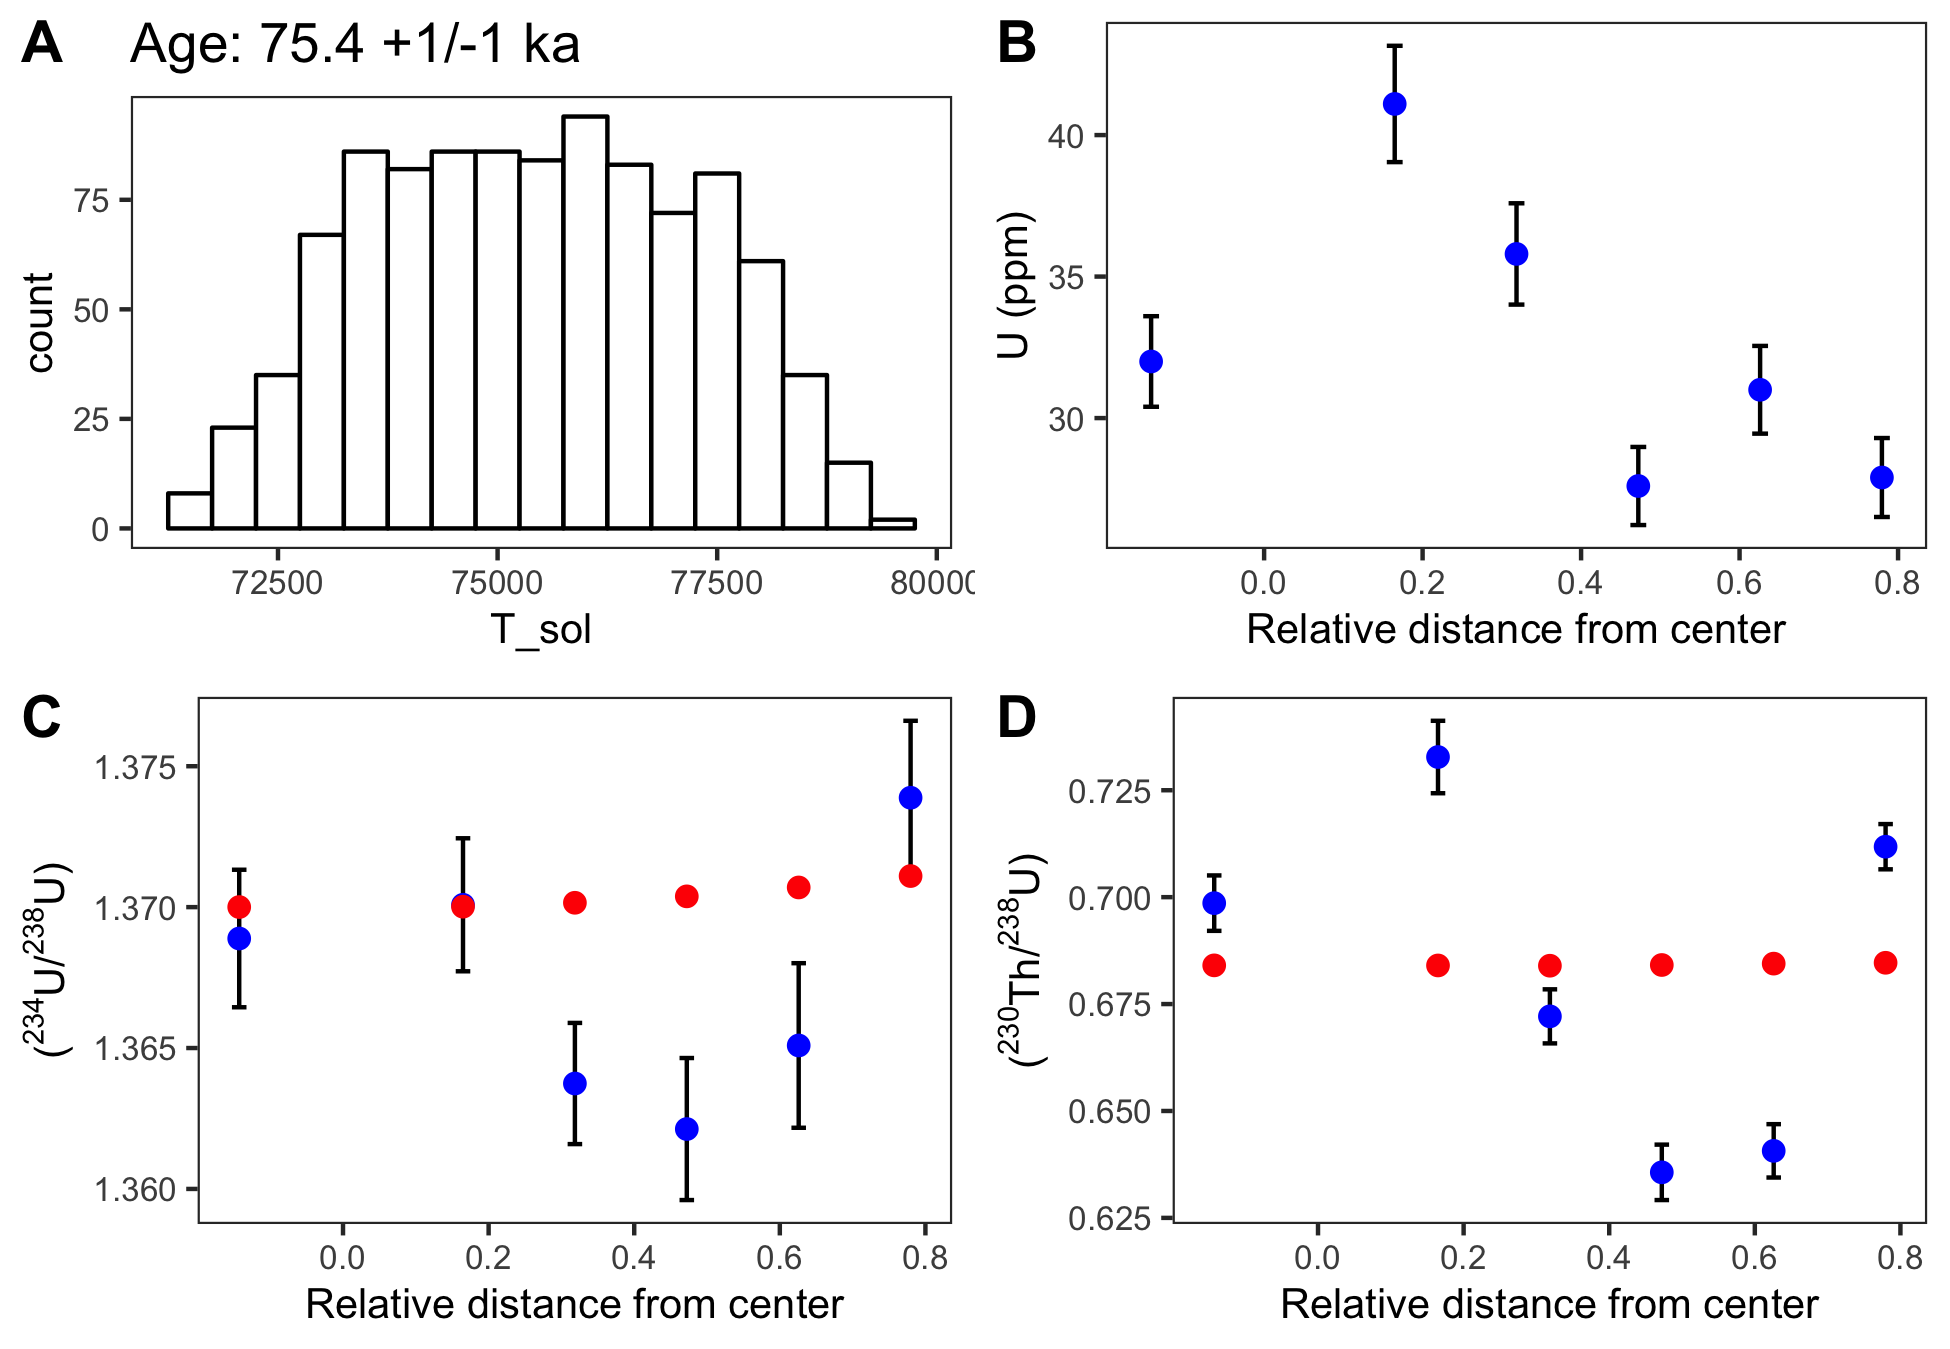 A Age: 75.4 +1/-1 ka
count
75
50
25
0
72500 75000 77500 80000
T_sol
B
U (ppm)
40
35
30
0.0 0.2 0.4 0.6 0.8
Relative distance from center
C
(²³⁴U/²³⁸U)
1.375
1.370
1.365
1.360
0.0 0.2 0.4 0.6 0.8
Relative distance from center
D
(²³⁰Th/²³⁸U)
0.725
0.700
0.675
0.650
0.625
0.0 0.2 0.4 0.6 0.8
Relative distance from center